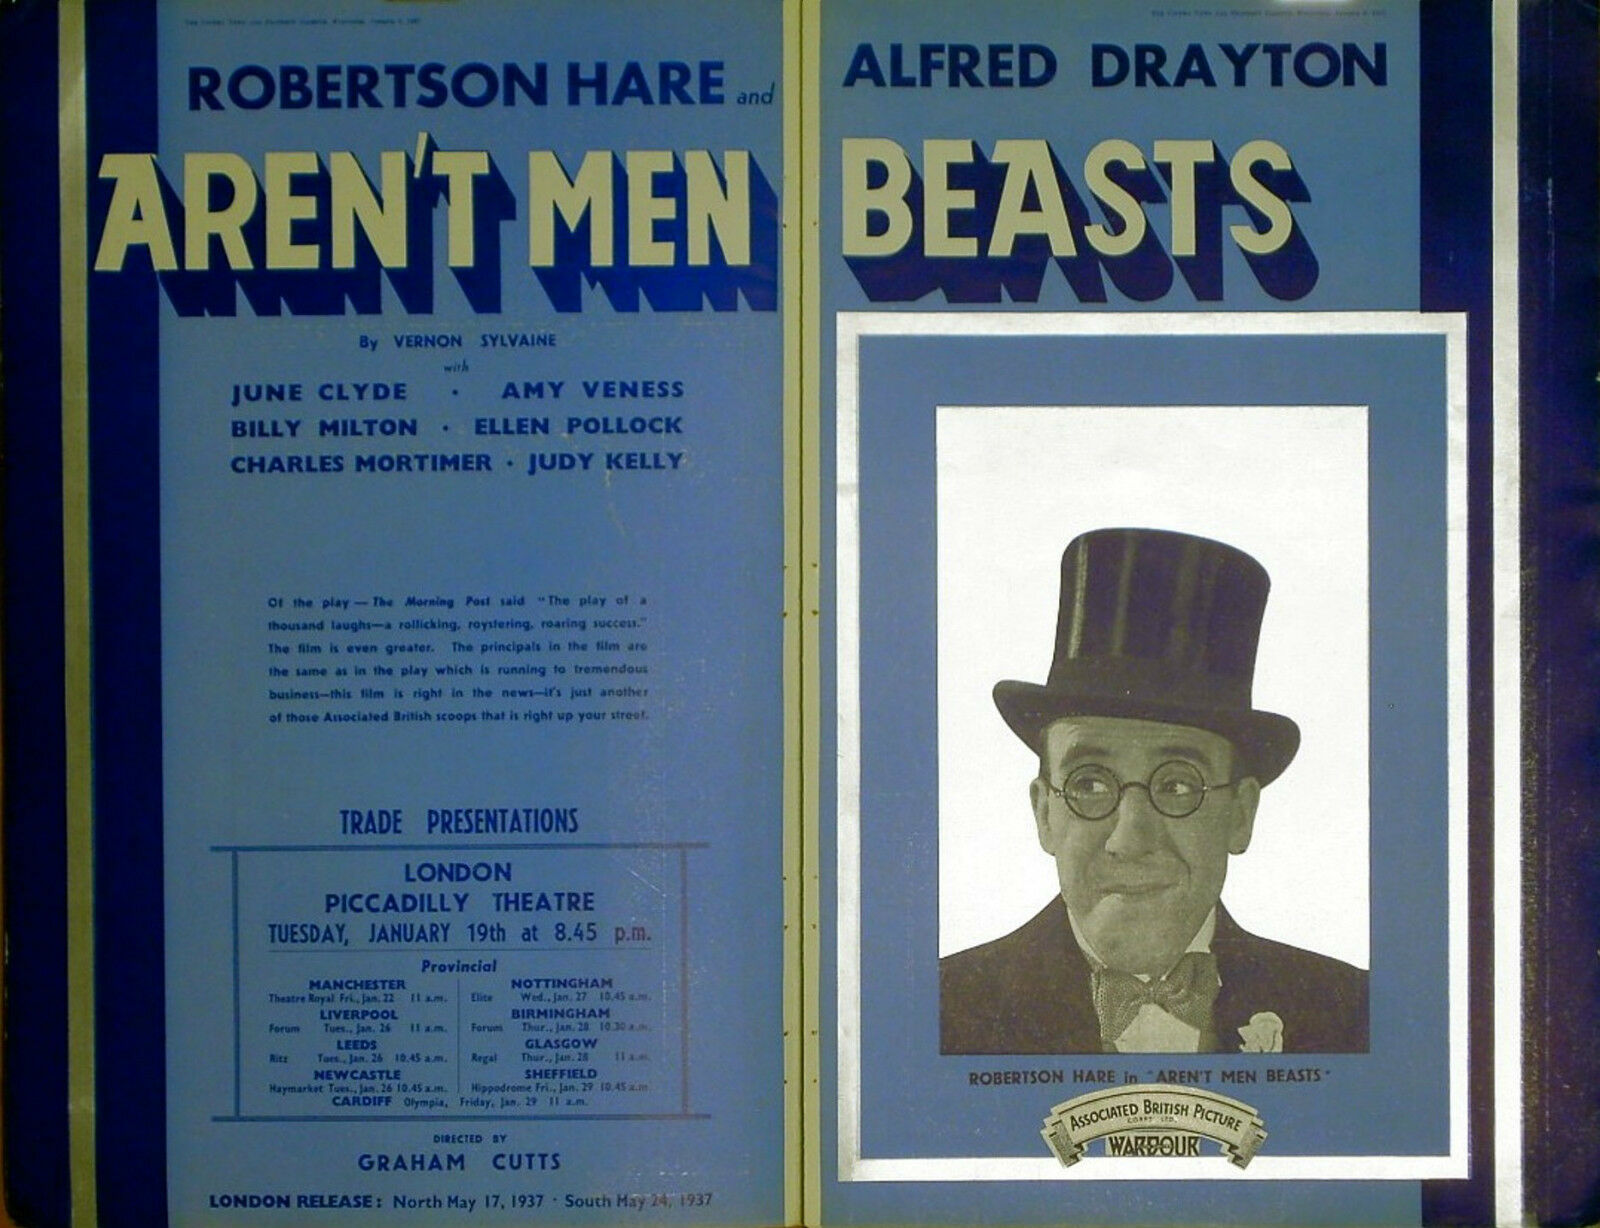 ROBERTSON HARE and ALFRED DRAYTON
AREN'T MEN BEASTS
By VERNON SYLVAINE
with
JUNE CLYDE · AMY VENESS
BILLY MILTON · ELLEN POLLOCK
CHARLES MORTIMER · JUDY KELLY
Of the play — The Morning Post said "The play of a
thousand laughs—a rollicking, roystering, roaring success."
The film is even greater. The principals in the film are
the same as in the play which is running to tremendous
business—this film is right in the news—it's just another
of those Associated British scoops that is right up your street.
TRADE PRESENTATIONS
LONDON
PICCADILLY THEATRE
TUESDAY, JANUARY 19th at 8.45 p.m.
Provincial
MANCHESTER
Theatre Royal Fri., Jan. 22 11 a.m.
LIVERPOOL
Forum Tues., Jan. 26 11 a.m.
LEEDS
Ritz Tues., Jan. 26 10.45 a.m.
NEWCASTLE
Haymarket Tues., Jan. 26 10.45 a.m.
NOTTINGHAM
Elite Wed., Jan. 27 10.45 a.m.
BIRMINGHAM
Forum Thur., Jan. 28 10.30 a.m.
GLASGOW
Regal Thur., Jan. 28 11 a.m.
SHEFFIELD
Hippodrome Fri., Jan. 29 10.45 a.m.
CARDIFF Olympia, Friday, Jan. 29 11 a.m.
DIRECTED BY
GRAHAM CUTTS
LONDON RELEASE: North May 17, 1937 · South May 24, 1937
ROBERTSON HARE in "AREN'T MEN BEASTS"
ASSOCIATED BRITISH PICTURE
CORPN LTD.
WARDOUR